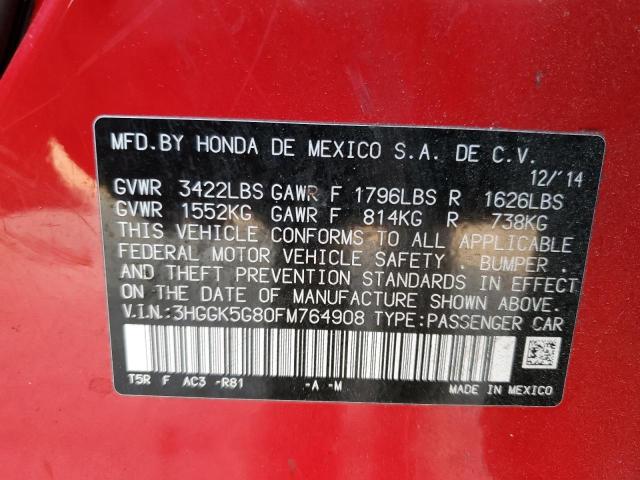 MFD.BY HONDA DE MEXICO S.A. DE C.V.
12/'14
GVWR 3422LBS GAWR F 1796LBS R 1626LBS
GVWR 1552KG GAWR F 814KG R 738KG
THIS VEHICLE CONFORMS TO ALL APPLICABLE
FEDERAL MOTOR VEHICLE SAFETY . BUMPER .
AND THEFT PREVENTION STANDARDS IN EFFECT
ON THE DATE OF MANUFACTURE SHOWN ABOVE.
V.I.N.:3HGGK5G80FM764908 TYPE:PASSENGER CAR
T5R F AC3 -R81 -A -M
MADE IN MEXICO